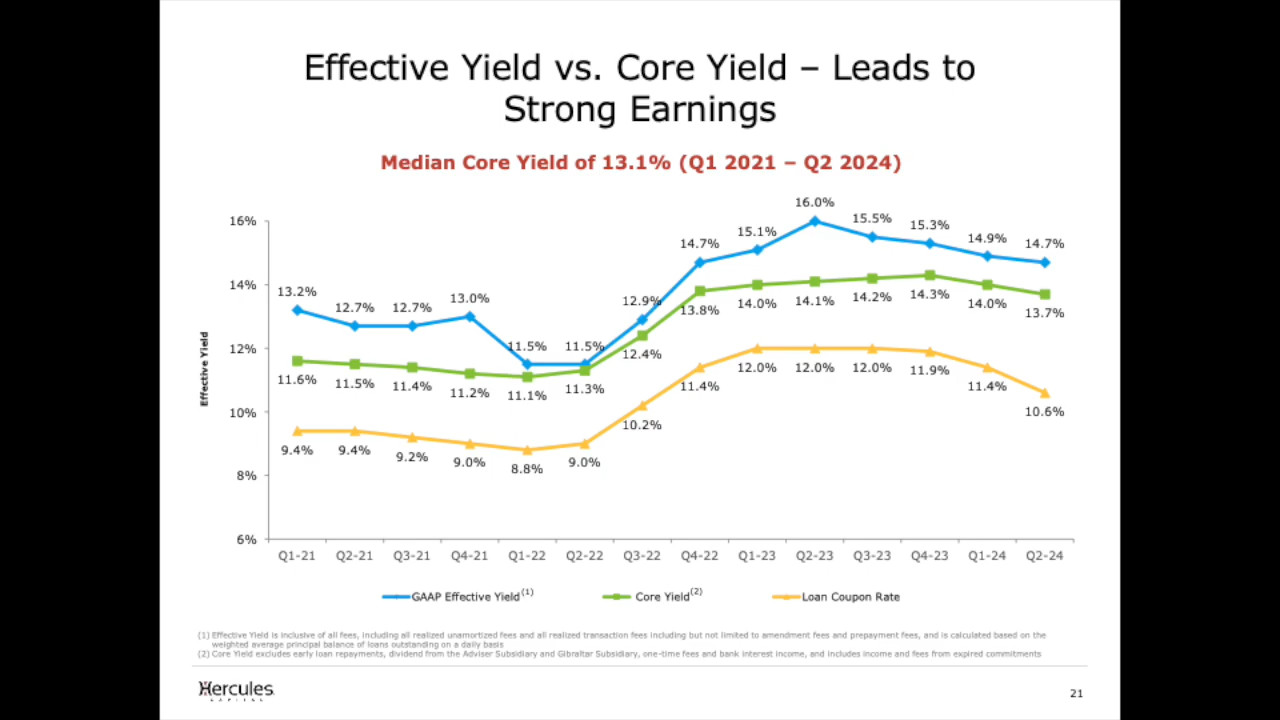 Effective Yield vs. Core Yield – Leads to
Strong Earnings
Median Core Yield of 13.1% (Q1 2021 – Q2 2024)
Effective Yield
16%
14%
12%
10%
8%
6%
13.2% 12.7% 12.7% 13.0% 11.5% 11.5% 12.9% 14.7% 15.1% 16.0% 15.5% 15.3% 14.9% 14.7%
11.6% 11.5% 11.4% 11.2% 11.1% 11.3% 12.4% 13.8% 14.0% 14.1% 14.2% 14.3% 14.0% 13.7%
9.4% 9.4% 9.2% 9.0% 8.8% 9.0% 10.2% 11.4% 12.0% 12.0% 12.0% 11.9% 11.4% 10.6%
Q1-21 Q2-21 Q3-21 Q4-21 Q1-22 Q2-22 Q3-22 Q4-22 Q1-23 Q2-23 Q3-23 Q4-23 Q1-24 Q2-24
GAAP Effective Yield(1) Core Yield(2) Loan Coupon Rate
(1) Effective Yield is inclusive of all fees, including all realized unamortized fees and all realized transaction fees including but not limited to amendment fees and prepayment fees, and is calculated based on the
weighted average principal balance of loans outstanding on a daily basis
(2) Core Yield excludes early loan repayments, dividend from the Adviser Subsidiary and Gibraltar Subsidiary, one-time fees and bank interest income, and includes income and fees from expired commitments
Hercules
21